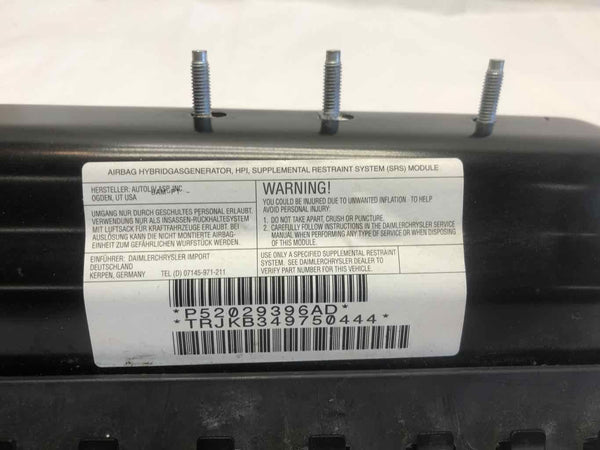 AIRBAG HYBRIDGASGENERATOR, HPI, SUPPLEMENTAL RESTRAINT SYSTEM (SRS) MODULE
HERSTELLER: AUTOLIV ASP, INC
OGDEN, UT USA
BAM-PT
UMGANG NUR DURCH GESCHULTES PERSONAL ERLAUBT,
VERWENDUNG NUR ALS INSASSEN-RÜCKHALTESYSTEM
MIT LUFTSACK FÜR KRAFTFAHRZEUGE ERLAUBT. BEI
AUSLÖSUNG KANN DIE NICHT MONTIERTE AIRBAG-
EINHEIT ZUM GEFÄHRLICHEN WURFSTÜCK WERDEN.
EINFÜHRER: DAIMLERCHRYSLER IMPORT
DEUTSCHLAND
KERPEN, GERMANY TEL (D) 07145-971-211
WARNING!
YOU COULD BE INJURED DUE TO UNWANTED INFLATION. TO HELP
AVOID PERSONAL INJURY:
1. DO NOT TAKE APART, CRUSH OR PUNCTURE.
2. CAREFULLY FOLLOW INSTRUCTIONS IN THE DAIMLERCHRYSLER SERVICE
MANUAL WHEN PERFORMING ANY TYPE OF SERVICE OR WHEN DISPOSING
OF THIS MODULE.
USE ONLY A SPECIFIED SUPPLEMENTAL RESTRAINT
SYSTEM. SEE DAIMLERCHRYSLER DEALER TO
VERIFY PART NUMBER FOR THIS VEHICLE.
*P52029396AD*
*TRJKB349750444*